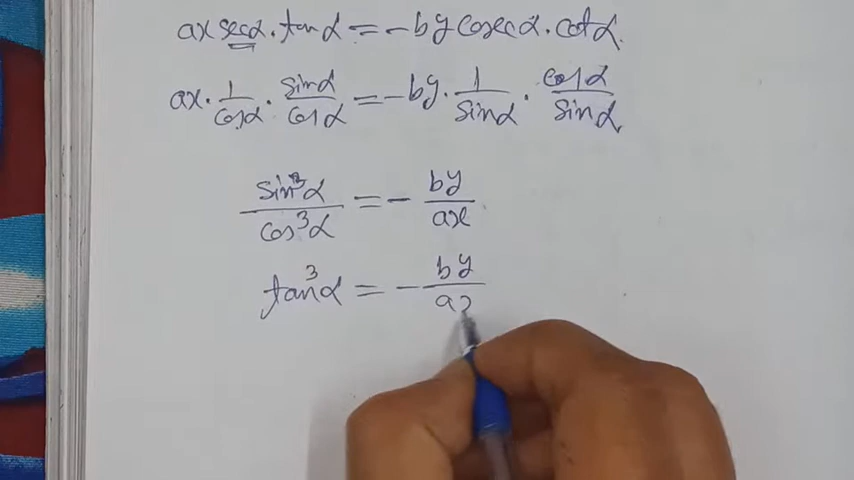 ax secα · tanα = -by cosecα · cotα.
ax · 1/cosα · sinα/cosα = -by · 1/sinα · cosα/sinα
sin³α/cos³α = - by/ax
tan³α = - by/ax